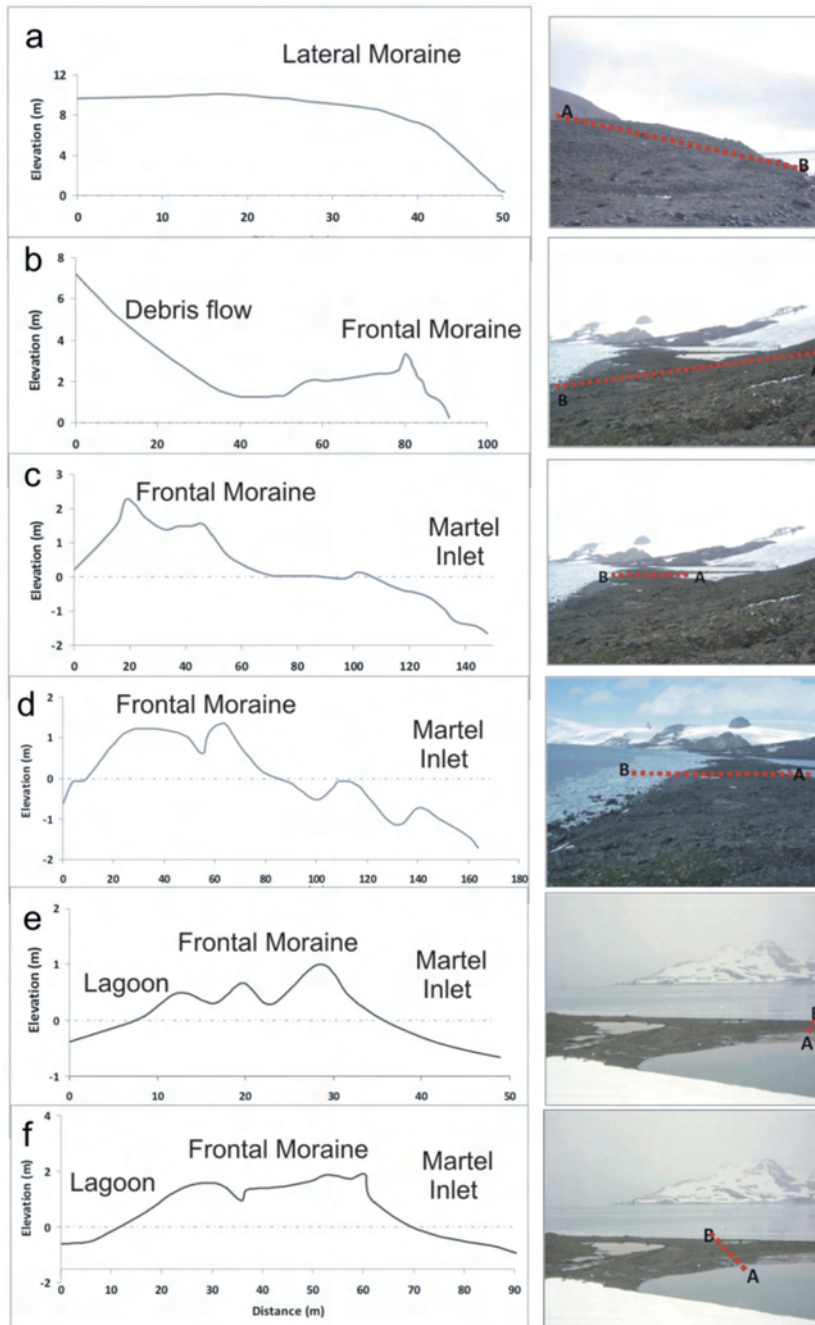 a
Lateral Moraine
Elevation (m)
12
8
4
0
0 10 20 30 40 50
A
B
b
Debris flow
Frontal Moraine
Elevation (m)
8
6
4
2
0
0 20 40 60 80 100
B
c
Frontal Moraine
Martel
Inlet
Elevation (m)
3
2
1
0
-1
-2
0 20 40 60 80 100 120 140
B A
d
Frontal Moraine
Martel
Inlet
Elevation (m)
2
1
0
-1
-2
0 20 40 60 80 100 120 140 160 180
B A
e
Frontal Moraine
Lagoon
Martel
Inlet
Elevation (m)
2
1
0
-1
0 10 20 30 40 50
A
f
Frontal Moraine
Lagoon
Martel
Inlet
Elevation (m)
4
2
0
-2
0 10 20 30 40 50 60 70 80 90
Distance (m)
B
A